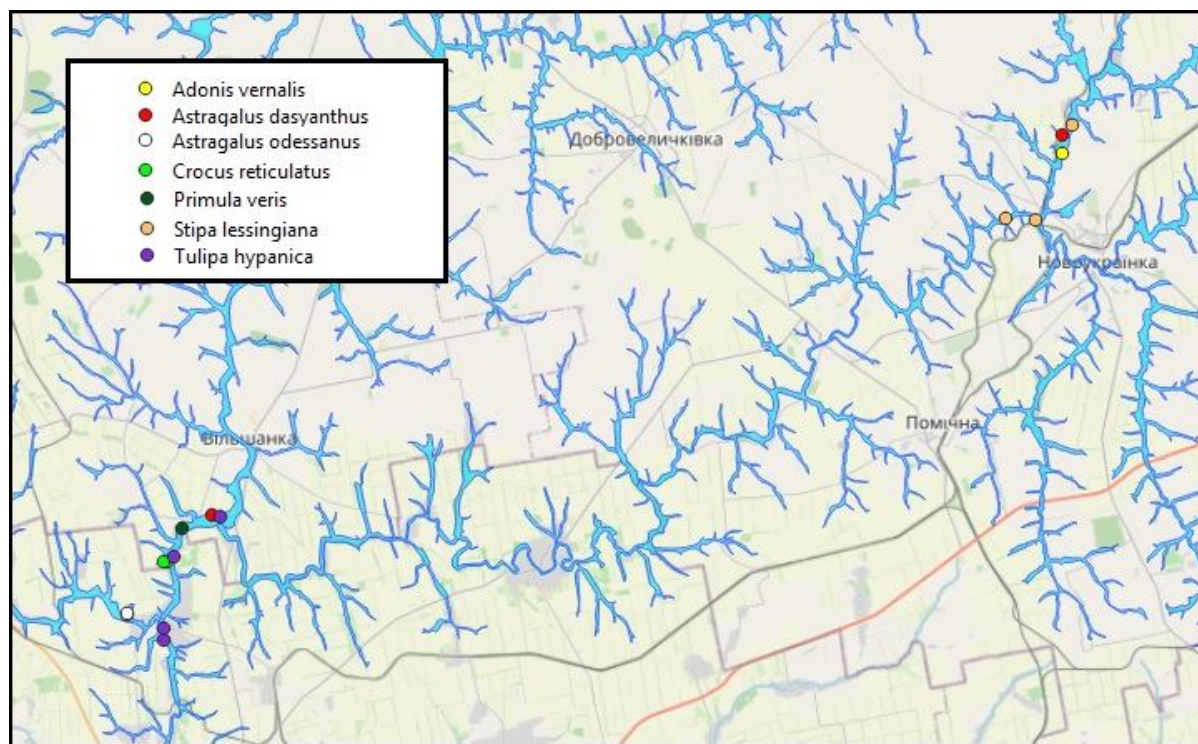 Adonis vernalis
Astragalus dasyanthus
Astragalus odessanus
Crocus reticulatus
Primula veris
Stipa lessingiana
Tulipa hypanica
Добровеличківка
Новоукраїнка
Помічна
Вільшанка